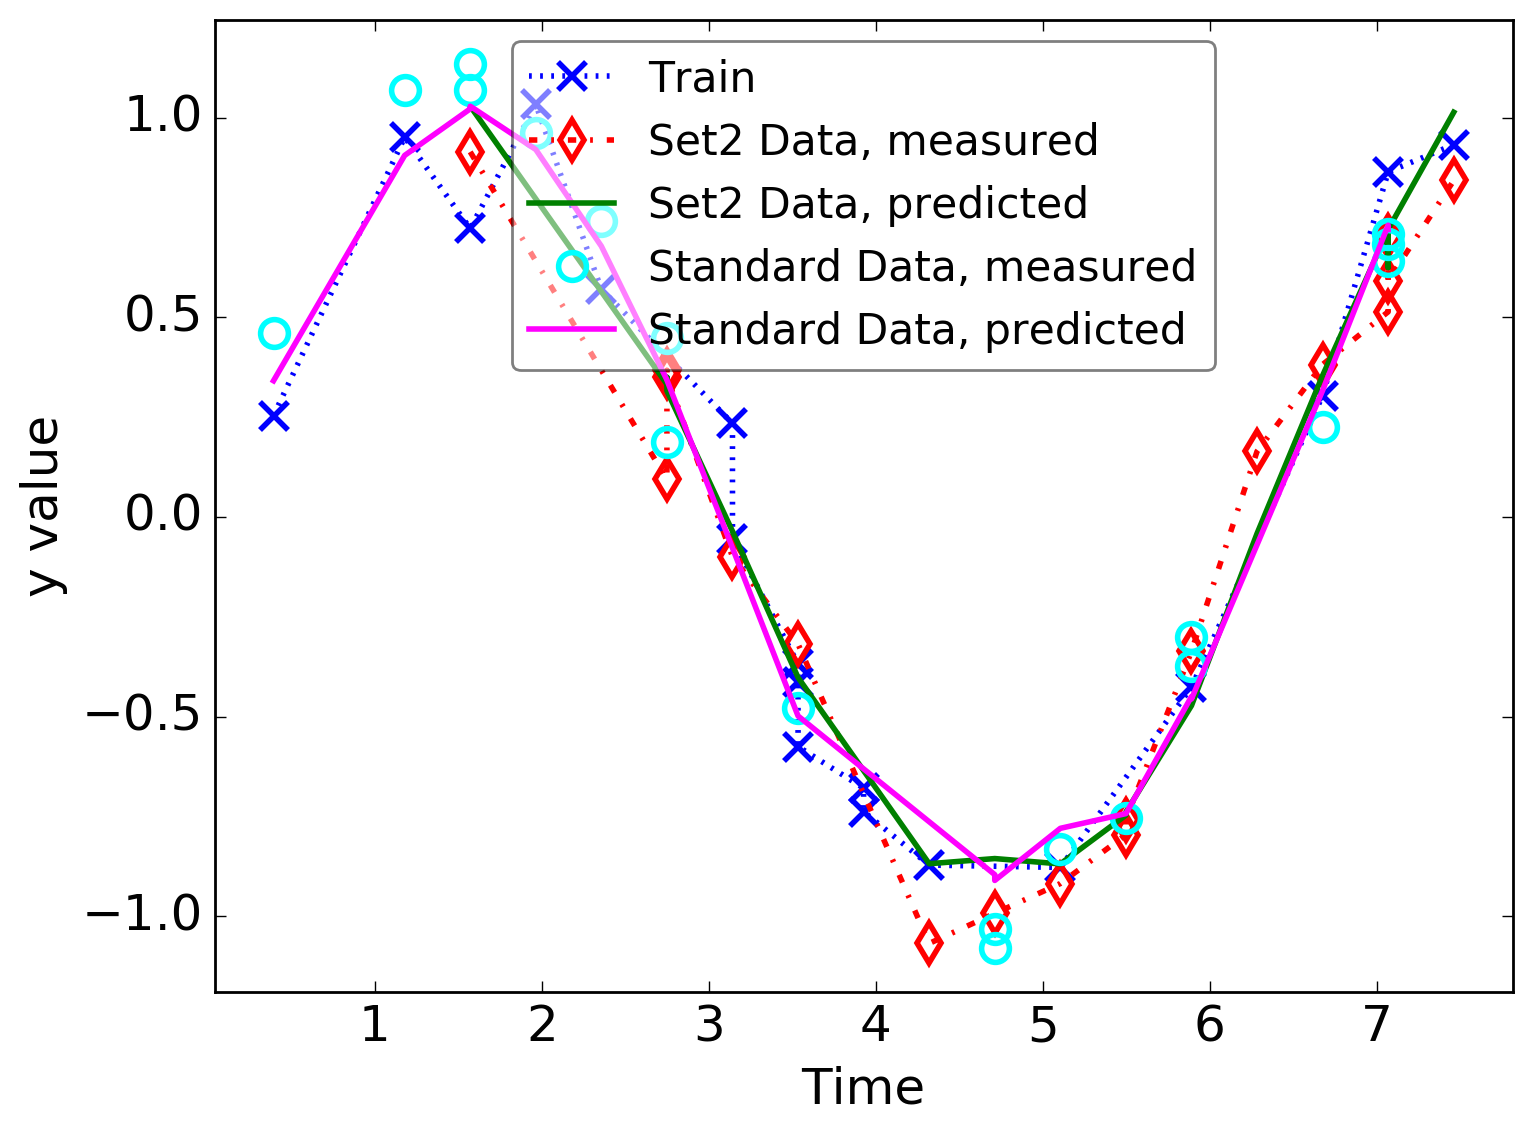 Train
Set2 Data, measured
Set2 Data, predicted
Standard Data, measured
Standard Data, predicted
1.0
0.5
0.0
−0.5
−1.0
y value
1 2 3 4 5 6 7
Time